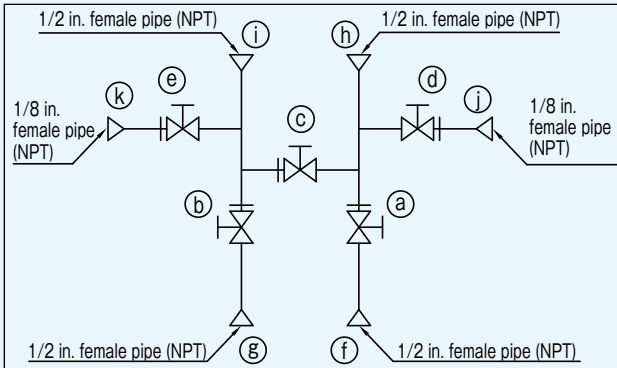 1/2 in. female pipe (NPT)
i
h
1/2 in. female pipe (NPT)
k
e
d
j
1/8 in.
female pipe
(NPT)
c
1/8 in.
female pipe
(NPT)
b
a
1/2 in. female pipe (NPT)
g
f
1/2 in. female pipe (NPT)